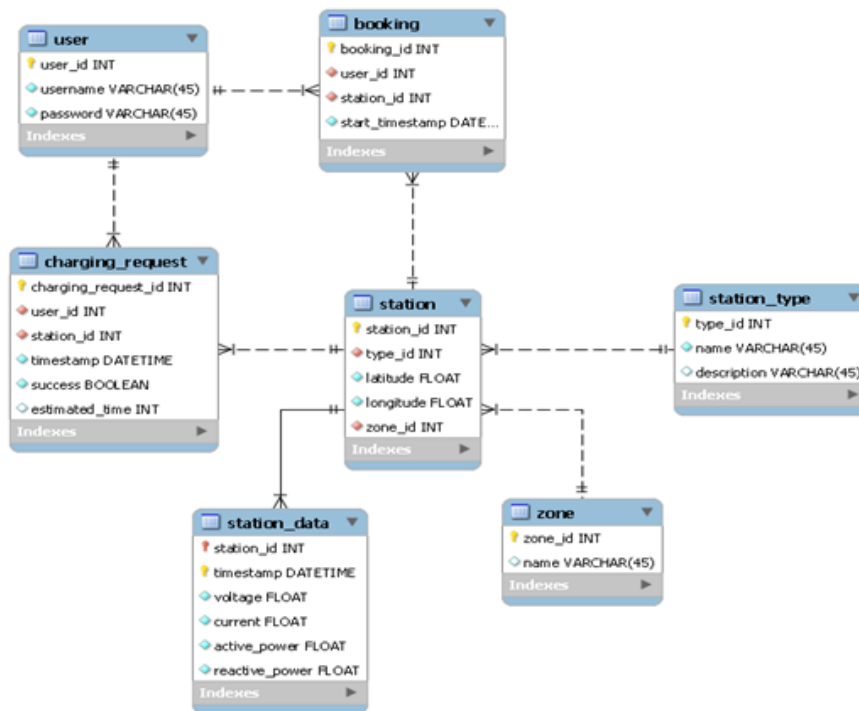 user
user_id INT
username VARCHAR(45)
password VARCHAR(45)
Indexes
booking
booking_id INT
user_id INT
station_id INT
start_timestamp DATE...
Indexes
charging_request
charging_request_id INT
user_id INT
station_id INT
timestamp DATETIME
success BOOLEAN
estimated_time INT
Indexes
station
station_id INT
type_id INT
latitude FLOAT
longitude FLOAT
zone_id INT
Indexes
station_type
type_id INT
name VARCHAR(45)
description VARCHAR(45)
Indexes
station_data
station_id INT
timestamp DATETIME
voltage FLOAT
current FLOAT
active_power FLOAT
reactive_power FLOAT
Indexes
zone
zone_id INT
name VARCHAR(45)
Indexes